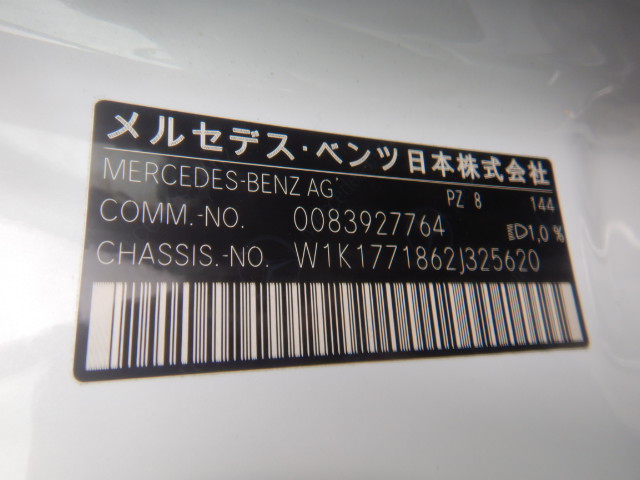 メルセデス・ベンツ日本株式会社
MERCEDES-BENZ AG PZ 8 144
COMM.-NO. 0083927764 1,0 %
CHASSIS.-NO. W1K1771862J325620